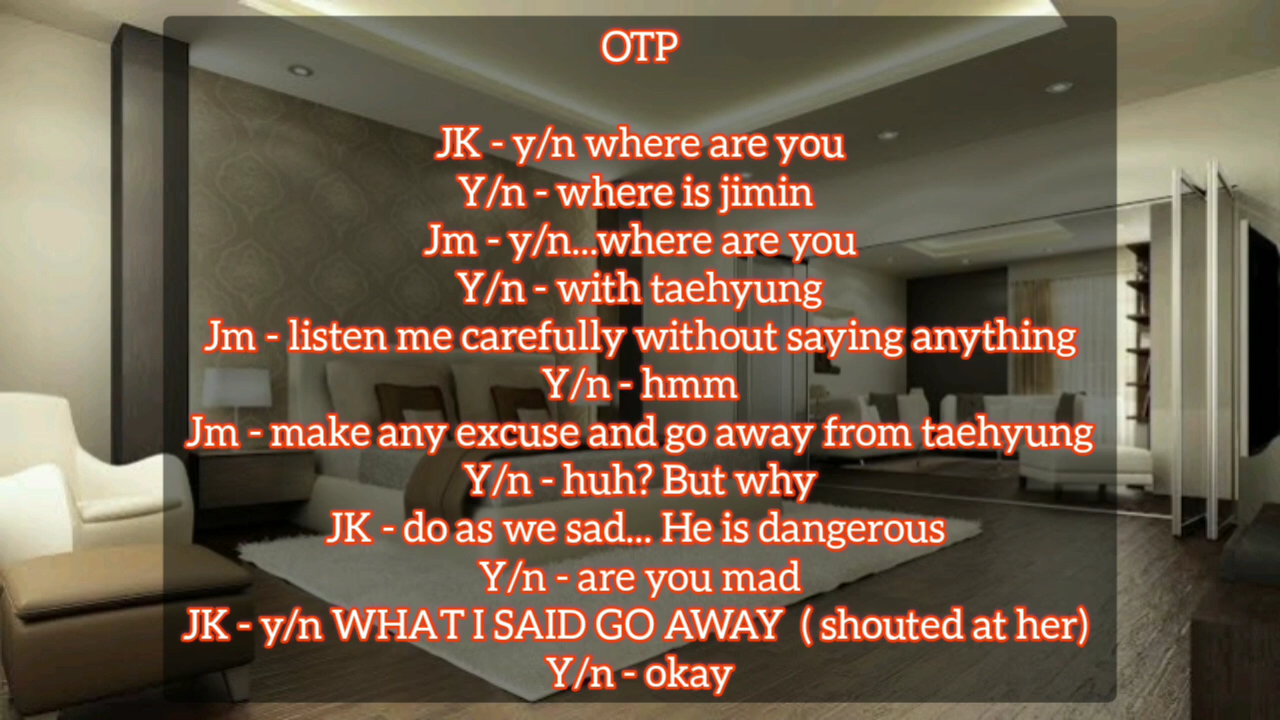 OTP
JK - y/n where are you
Y/n - where is jimin
Jm - y/n...where are you
Y/n - with taehyung
Jm - listen me carefully without saying anything
Y/n - hmm
Jm - make any excuse and go away from taehyung
Y/n - huh? But why
JK - do as we sad... He is dangerous
Y/n - are you mad
JK - y/n WHAT I SAID GO AWAY ( shouted at her)
Y/n - okay